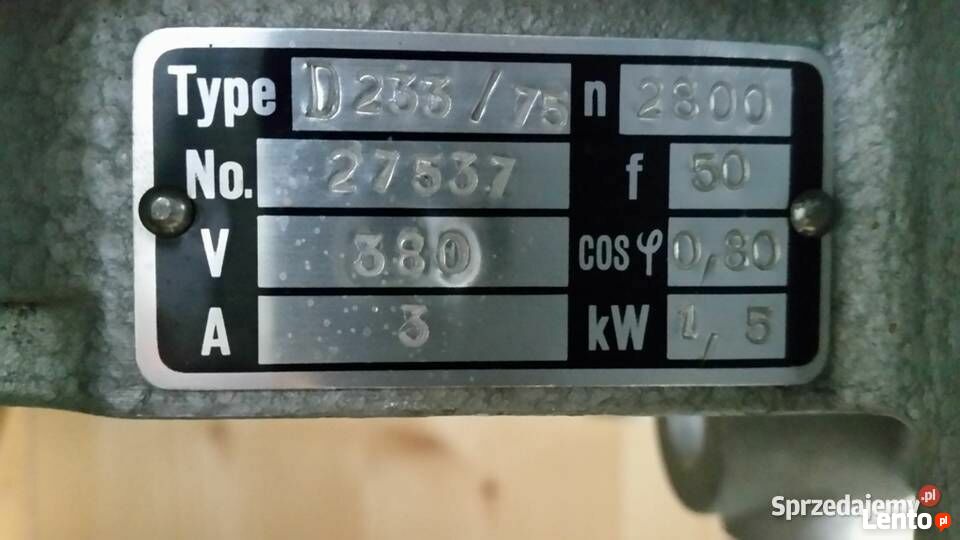 Type D 233 / 75 n 2800
No. 27537 f 50
V 380 cos φ 0,80
A 3 kW 1,5
Sprzedajemy.pl
Lento.pl